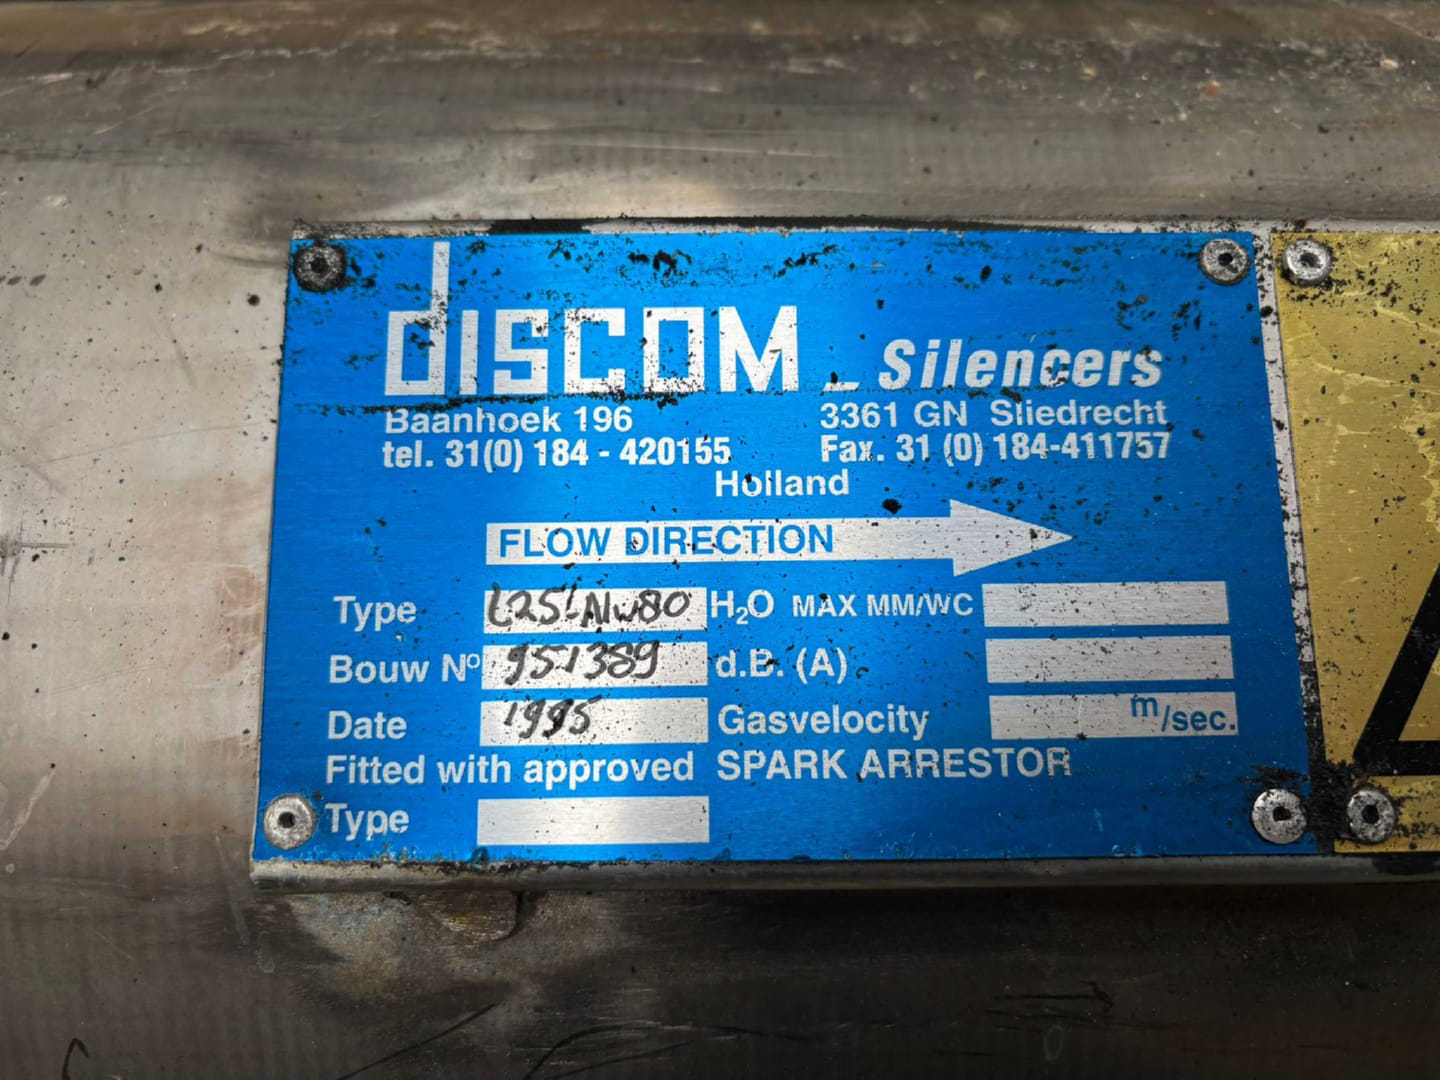 discom Silencers
Baanhoek 196 3361 GN Sliedrecht
tel. 31(0) 184 - 420155 Fax. 31 (0) 184-411757
Holland
FLOW DIRECTION
Type H₂O MAX MM/WC
Bouw Nº 951389 d.B. (A)
Date 1995 Gasvelocity m/sec.
Fitted with approved SPARK ARRESTOR
Type